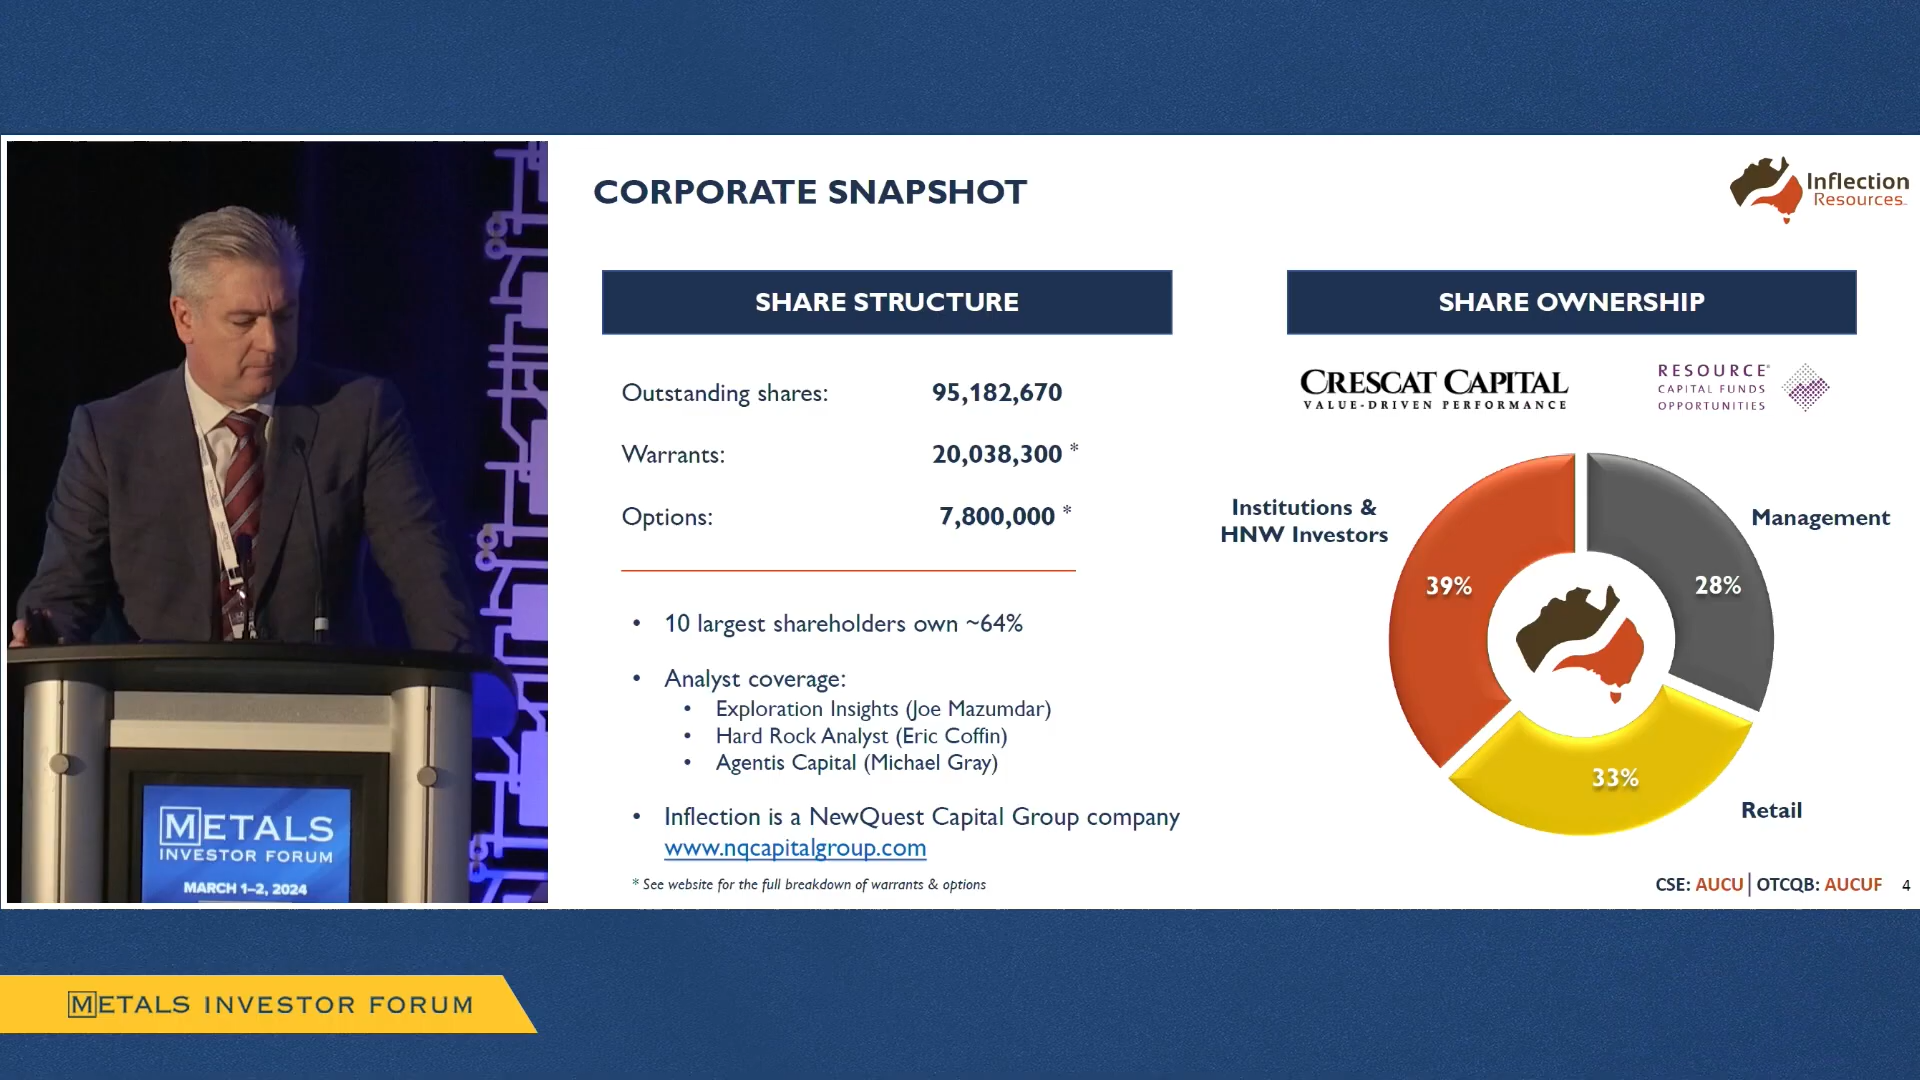 CORPORATE SNAPSHOT
Inflection
Resources
SHARE STRUCTURE
Outstanding shares: 95,182,670
Warrants: 20,038,300 *
Options: 7,800,000 *
• 10 largest shareholders own ~64%
• Analyst coverage:
• Exploration Insights (Joe Mazumdar)
• Hard Rock Analyst (Eric Coffin)
• Agentis Capital (Michael Gray)
• Inflection is a NewQuest Capital Group company
www.nqcapitalgroup.com
* See website for the full breakdown of warrants & options
SHARE OWNERSHIP
CRESCAT CAPITAL
VALUE-DRIVEN PERFORMANCE
RESOURCE
CAPITAL FUNDS
OPPORTUNITIES
Institutions &
HNW Investors
Management
39%
28%
33%
Retail
CSE: AUCU | OTCQB: AUCUF 4
METALS
INVESTOR FORUM
MARCH 1–2, 2024
METALS INVESTOR FORUM